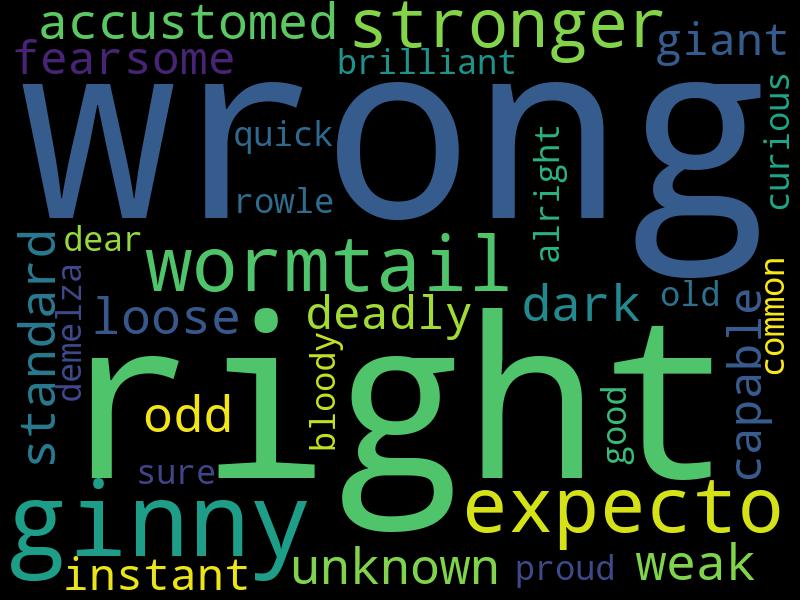 accustomed
stronger
giant
fearsome
brilliant
wrong
curious
quick
alright
rowle
standard
dear
wormtail
demelza
loose
deadly
dark
old
common
capable
right
bloody
odd
good
sure
ginny
expecto
instant
unknown
proud
weak